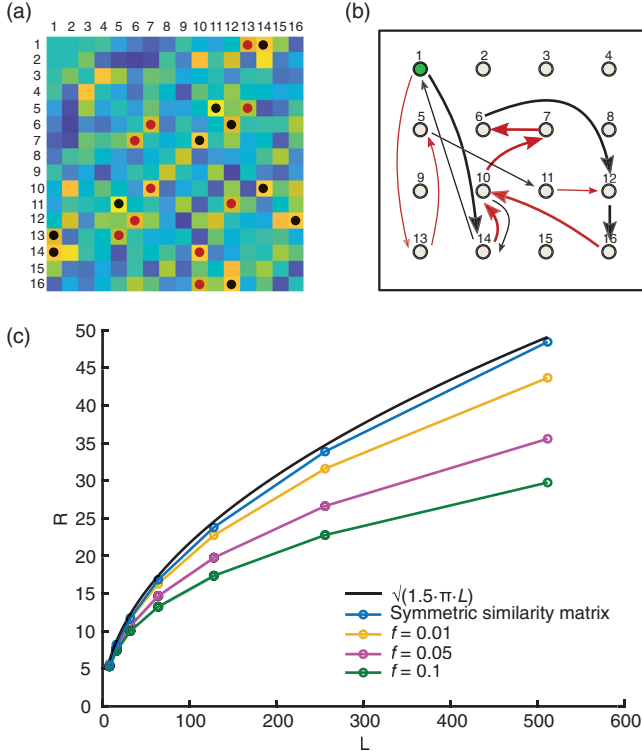 (a)
1 2 3 4 5 6 7 8 9 10 11 12 13 14 15 16
1
2
3
4
5
6
7
8
9
10
11
12
13
14
15
16
(b)
1 2 3 4
5 6 7 8
9 10 11 12
13 14 15 16
(c)
50
45
40
35
30
25
20
15
10
5
0
R
√(1.5·π·L)
Symmetric similarity matrix
f = 0.01
f = 0.05
f = 0.1
0 100 200 300 400 500 600
L